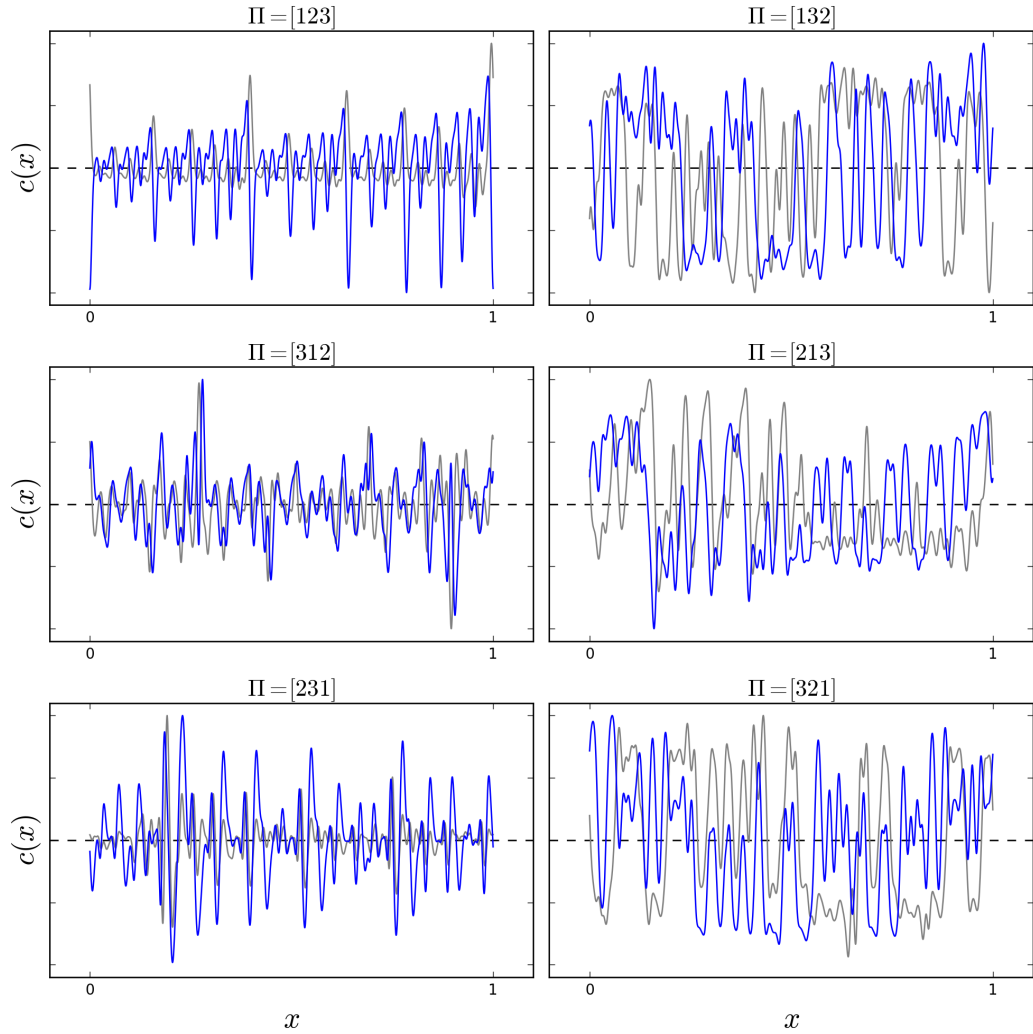 Π =[123]
Π =[132]
c(x)
0 1
0 1
Π =[312]
Π =[213]
c(x)
0 1
0 1
Π =[231]
Π =[321]
c(x)
0 1
0 1
x
x